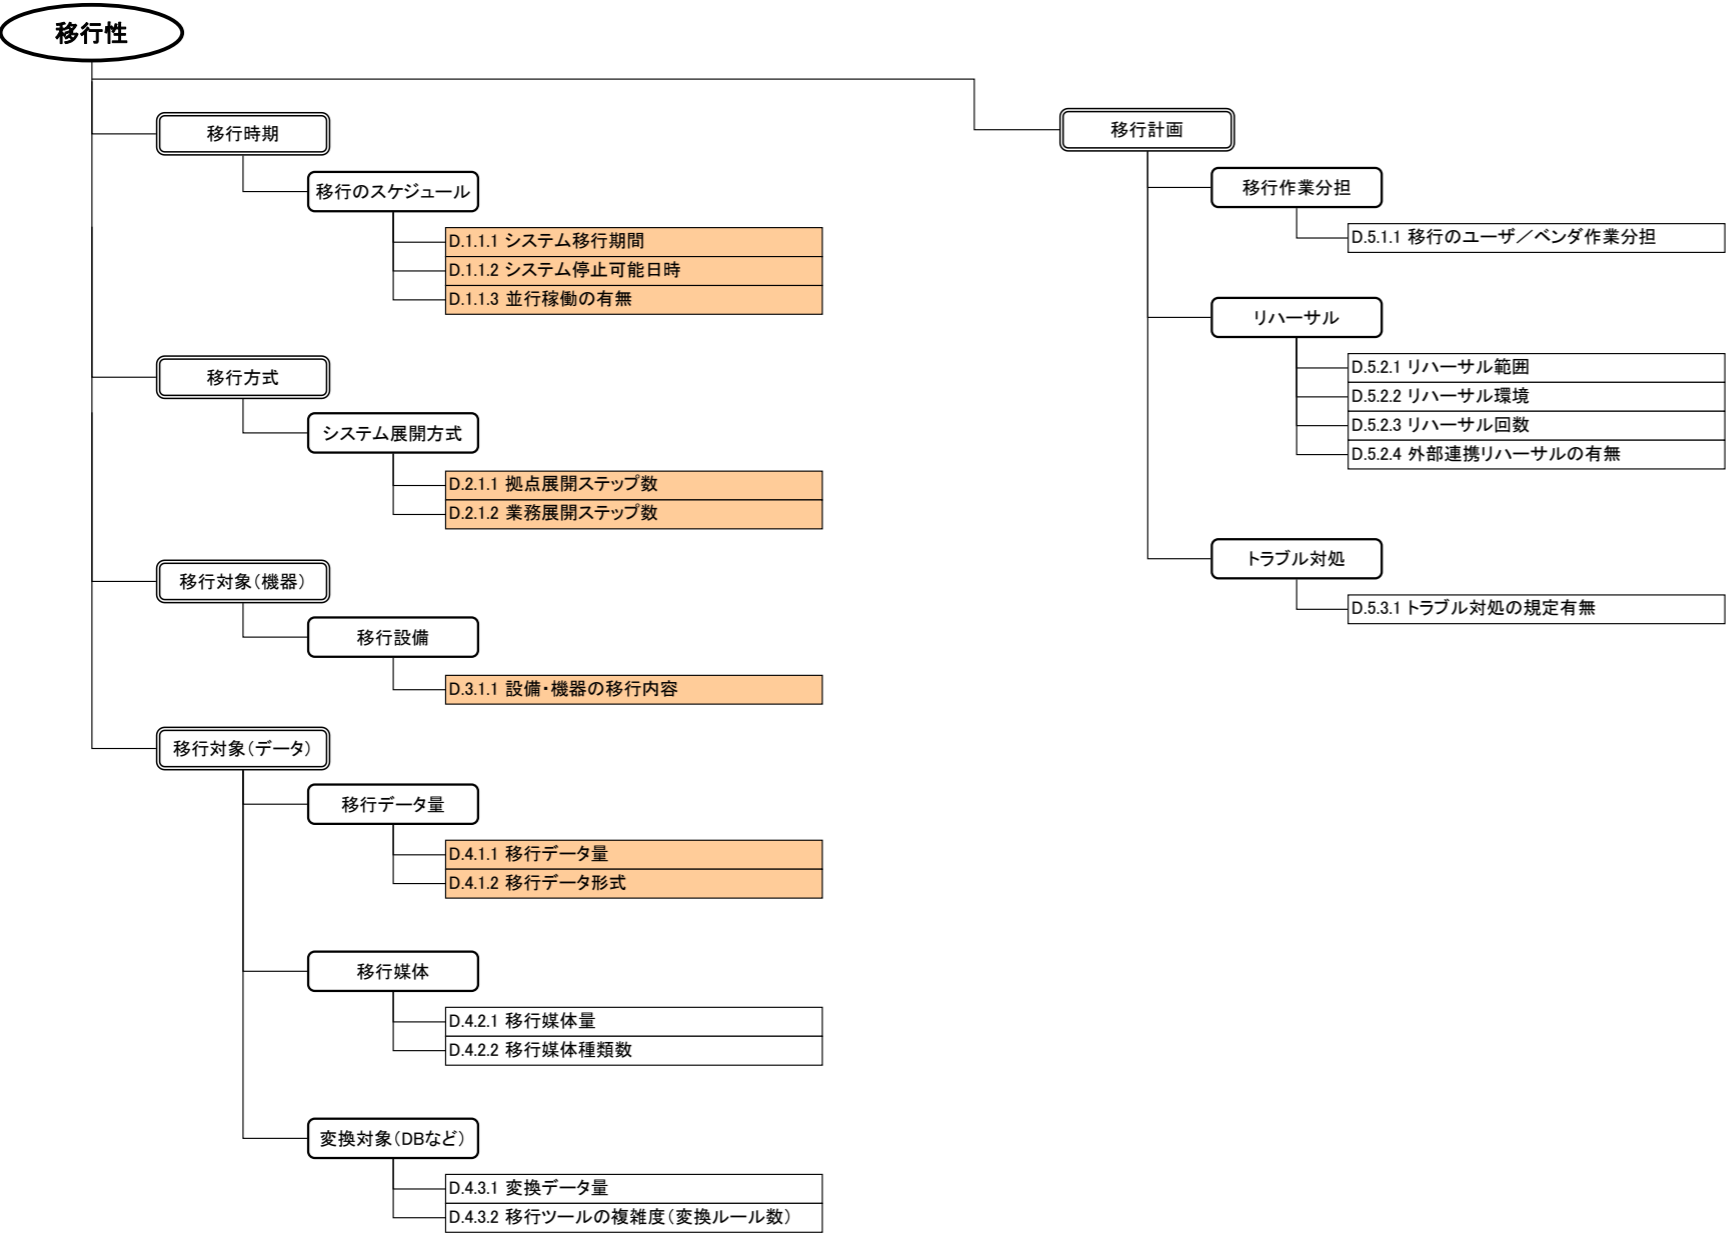 移行性
移行時期
移行のスケジュール
D.1.1.1 システム移行期間
D.1.1.2 システム停止可能日時
D.1.1.3 並行稼働の有無
移行方式
システム展開方式
D.2.1.1 拠点展開ステップ数
D.2.1.2 業務展開ステップ数
移行対象（機器）
移行設備
D.3.1.1 設備・機器の移行内容
移行対象（データ）
移行データ量
D.4.1.1 移行データ量
D.4.1.2 移行データ形式
移行媒体
D.4.2.1 移行媒体量
D.4.2.2 移行媒体種類数
変換対象（DBなど）
D.4.3.1 変換データ量
D.4.3.2 移行ツールの複雑度（変換ルール数）
移行計画
移行作業分担
D.5.1.1 移行のユーザ／ベンダ作業分担
リハーサル
D.5.2.1 リハーサル範囲
D.5.2.2 リハーサル環境
D.5.2.3 リハーサル回数
D.5.2.4 外部連携リハーサルの有無
トラブル対処
D.5.3.1 トラブル対処の規定有無